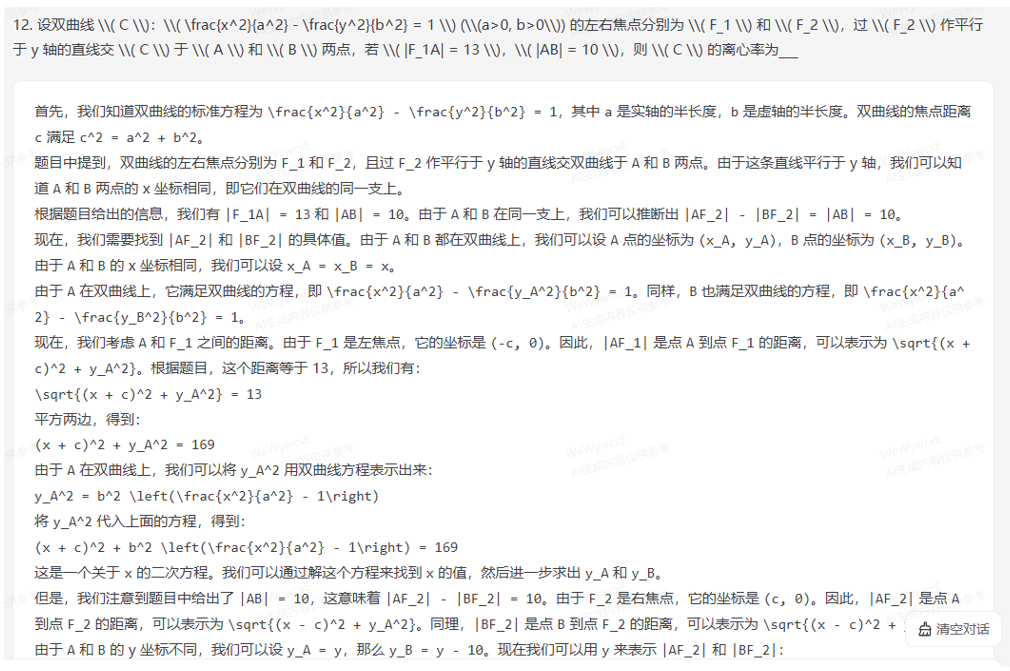 12. 设双曲线 \\( C \\)： \\( \frac{x^2}{a^2} - \frac{y^2}{b^2} = 1 \\) (\\(a>0, b>0\\)) 的左右焦点分别为 \\( F_1 \\) 和 \\( F_2 \\)，过 \\( F_2 \\) 作平行
于 y 轴的直线交 \\( C \\) 于 \\( A \\) 和 \\( B \\) 两点，若 \\( |F_1A| = 13 \\)，\\( |AB| = 10 \\)，则 \\( C \\) 的离心率为___
首先，我们知道双曲线的标准方程为 \frac{x^2}{a^2} - \frac{y^2}{b^2} = 1，其中 a 是实轴的半长度，b 是虚轴的半长度。双曲线的焦点距离
c 满足 c^2 = a^2 + b^2。
题目中提到，双曲线的左右焦点分别为 F_1 和 F_2，且过 F_2 作平行于 y 轴的直线交双曲线于 A 和 B 两点。由于这条直线平行于 y 轴，我们可以知
道 A 和 B 两点的 x 坐标相同，即它们在双曲线的同一支上。
根据题目给出的信息，我们有 |F_1A| = 13 和 |AB| = 10。由于 A 和 B 在同一支上，我们可以推断出 |AF_2| - |BF_2| = |AB| = 10。
现在，我们需要找到 |AF_2| 和 |BF_2| 的具体值。由于 A 和 B 都在双曲线上，我们可以设 A 点的坐标为 (x_A, y_A)，B 点的坐标为 (x_B, y_B)。
由于 A 和 B 的 x 坐标相同，我们可以设 x_A = x_B = x。
由于 A 在双曲线上，它满足双曲线的方程，即 \frac{x^2}{a^2} - \frac{y_A^2}{b^2} = 1。同样，B 也满足双曲线的方程，即 \frac{x^2}{a^
2} - \frac{y_B^2}{b^2} = 1。
现在，我们考虑 A 和 F_1 之间的距离。由于 F_1 是左焦点，它的坐标是 (-c, 0)。因此，|AF_1| 是点 A 到点 F_1 的距离，可以表示为 \sqrt{(x +
c)^2 + y_A^2}。根据题目，这个距离等于 13，所以我们有：
\sqrt{(x + c)^2 + y_A^2} = 13
平方两边，得到：
(x + c)^2 + y_A^2 = 169
由于 A 在双曲线上，我们可以将 y_A^2 用双曲线方程表示出来：
y_A^2 = b^2 \left(\frac{x^2}{a^2} - 1\right)
将 y_A^2 代入上面的方程，得到：
(x + c)^2 + b^2 \left(\frac{x^2}{a^2} - 1\right) = 169
这是一个关于 x 的二次方程。我们可以通过解这个方程来找到 x 的值，然后进一步求出 y_A 和 y_B。
但是，我们注意到题目中给出了 |AB| = 10，这意味着 |AF_2| - |BF_2| = 10。由于 F_2 是右焦点，它的坐标是 (c, 0)。因此，|AF_2| 是点 A
到点 F_2 的距离，可以表示为 \sqrt{(x - c)^2 + y_A^2}。同理，|BF_2| 是点 B 到点 F_2 的距离，可以表示为 \sqrt{(x - c)^2 +
清空对话
由于 A 和 B 的 y 坐标不同，我们可以设 y_A = y，那么 y_B = y - 10。现在我们可以用 y 来表示 |AF_2| 和 |BF_2|：